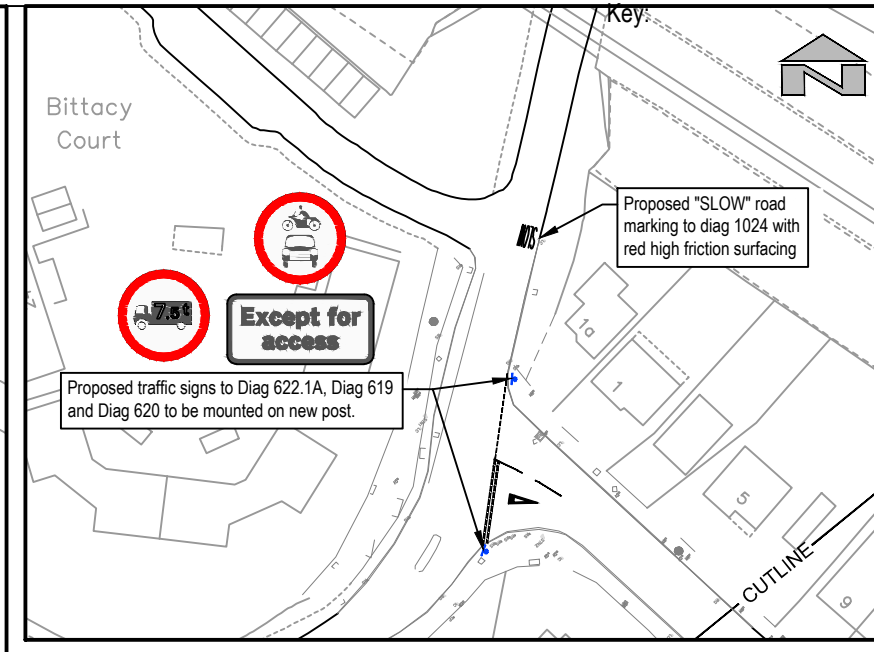 Key:
Bittacy
Court
Proposed "SLOW" road
marking to diag 1024 with
red high friction surfacing
SLOW
7.5t
Except for
access
Proposed traffic signs to Diag 622.1A, Diag 619
and Diag 620 to be mounted on new post.
1a
1
5
9
CUTLINE
N